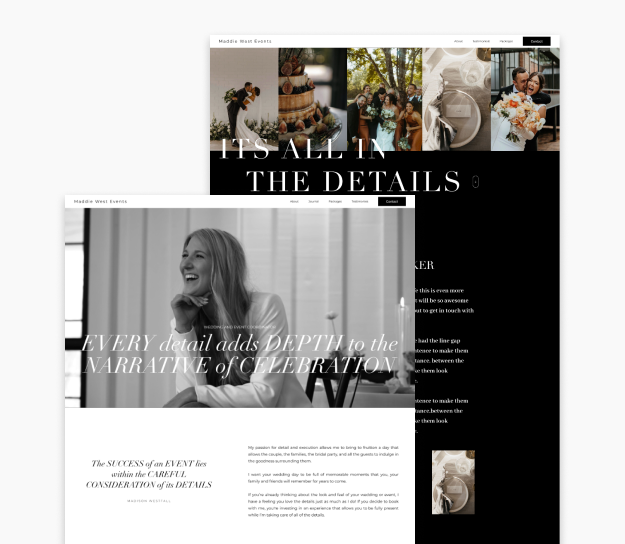 Maddie West Events
About
Testimonials
Packages
Contact
ITS ALL IN
THE DETAILS
KER
this is even more
t will be so awesome
out to get in touch with
had the line gap
ntence to make them
tance. between the
ke them look
ntence to make them
tance.between the
ke them look
Maddie West Events
About
Journal
Packages
Testimonials
Contact
WEDDING AND EVENT COORDINATOR
EVERY detail adds DEPTH to the
NARRATIVE of CELEBRATION
The SUCCESS of an EVENT lies
within the CAREFUL
CONSIDERATION of its DETAILS
MADISON WESTFALL
My passion for detail and execution allows me to bring to fruition a day that
allows the couple, the families, the bridal party, and all the guests to indulge in
the goodness surrounding them.
I want your wedding day to be full of memorable moments that you, your
family and friends will remember for years to come.
If you're already thinking about the look and feel of your wedding or event, I
have a feeling you love the details just as much as I do! If you decide to book
with me, you're investing in an experience that allows you to be fully present
while I'm taking care of all of the details.